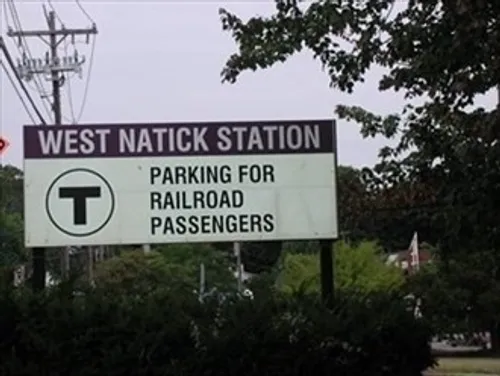 WEST NATICK STATION
T
PARKING FOR
RAILROAD
PASSENGERS